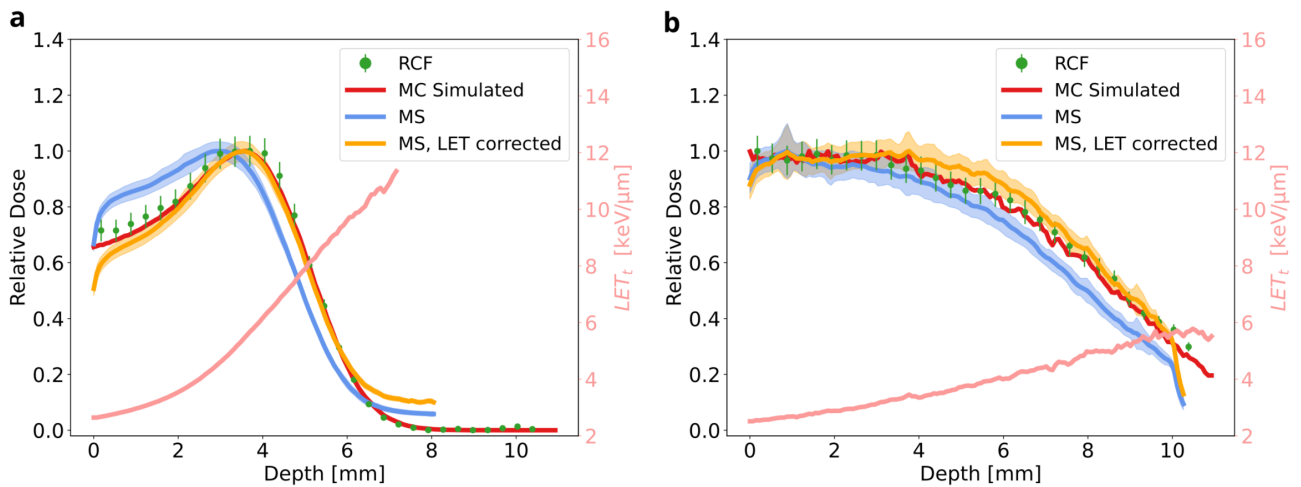 a
1.4
1.2
1.0
0.8
0.6
0.4
0.2
0.0
Relative Dose
0 2 4 6 8 10
Depth [mm]
RCF
MC Simulated
MS
MS, LET corrected
16
14
12
10
8
6
4
2
LETt [keV/μm]
b
1.4
1.2
1.0
0.8
0.6
0.4
0.2
0.0
Relative Dose
0 2 4 6 8 10
Depth [mm]
RCF
MC Simulated
MS
MS, LET corrected
16
14
12
10
8
6
4
2
LETt [keV/μm]